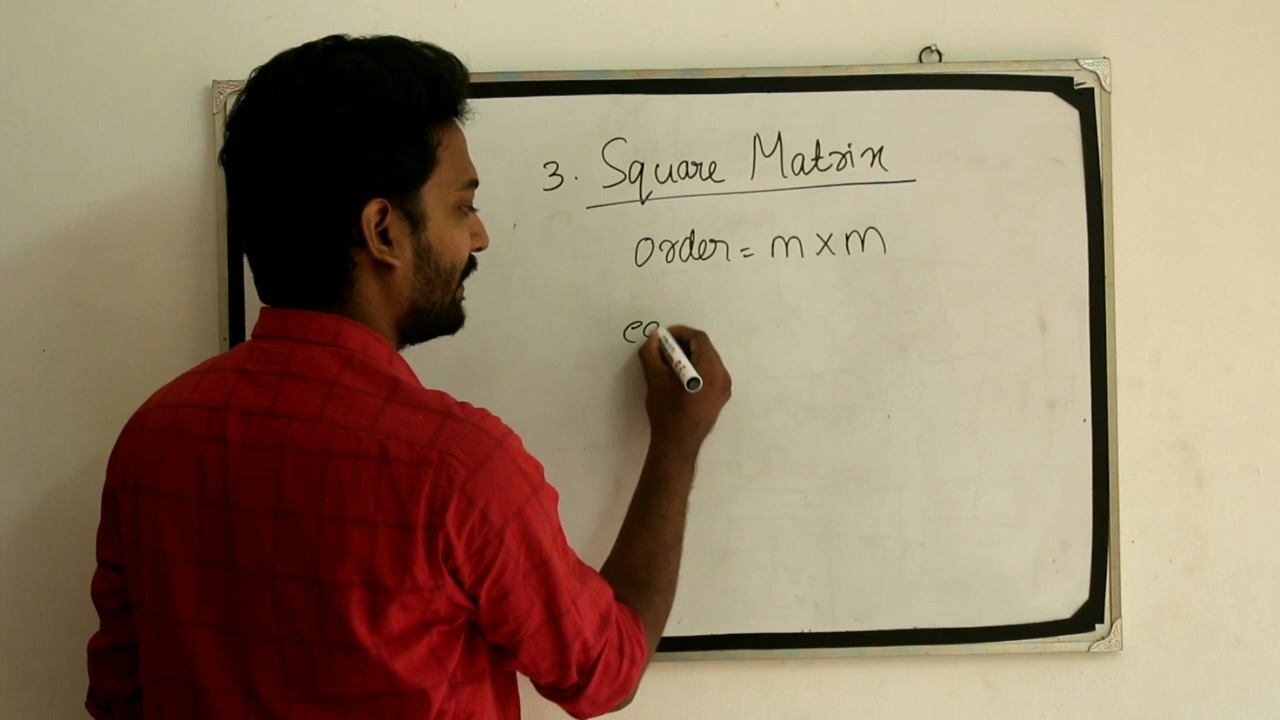 3. Square Matrix
order = m x m